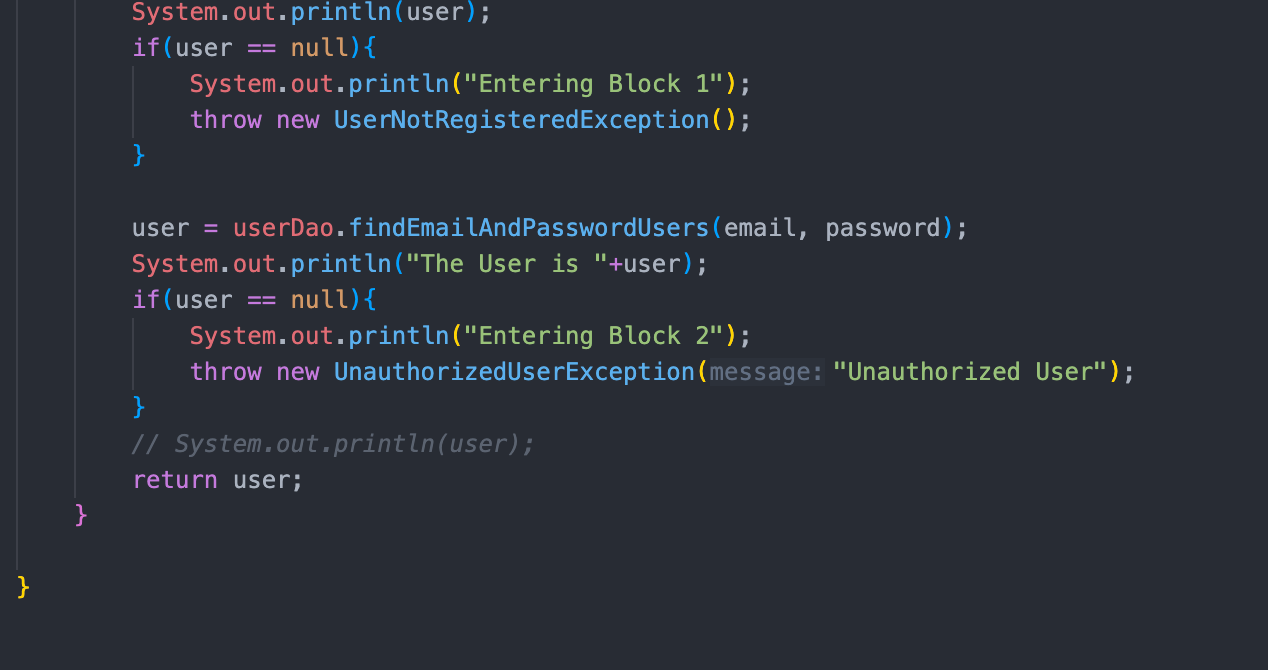 System.out.println(user);
if(user == null){
System.out.println("Entering Block 1");
throw new UserNotRegisteredException();
}
user = userDao.findEmailAndPasswordUsers(email, password);
System.out.println("The User is "+user);
if(user == null){
System.out.println("Entering Block 2");
throw new UnauthorizedUserException(message: "Unauthorized User");
}
// System.out.println(user);
return user;
}
}